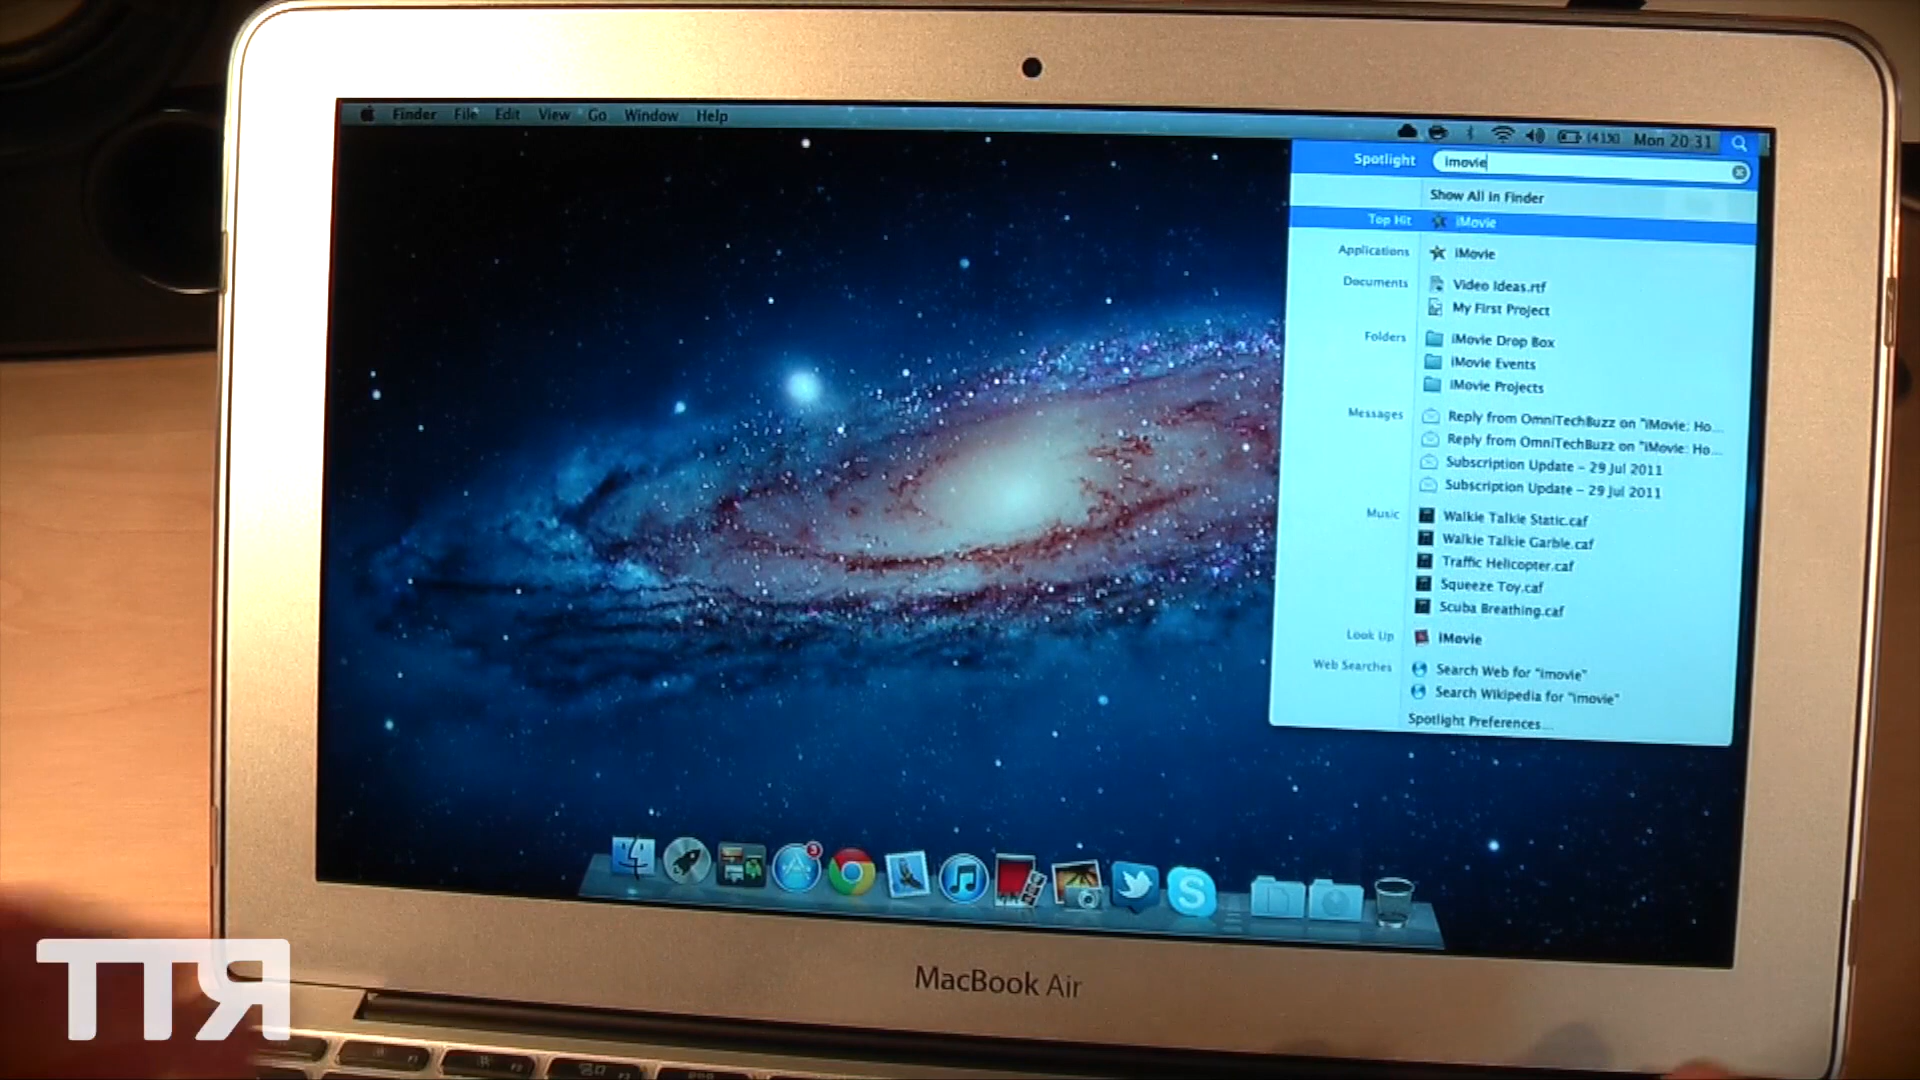 Finder File Edit View Go Window Help
(41%) Mon 20:31
Spotlight imovie
Show All in Finder
Top Hit iMovie
Applications iMovie
Documents Video Ideas.rtf
My First Project
Folders iMovie Drop Box
iMovie Events
iMovie Projects
Messages Reply from OmniTechBuzz on "iMovie: Ho...
Reply from OmniTechBuzz on "iMovie: Ho...
Subscription Update – 29 Jul 2011
Subscription Update – 29 Jul 2011
Music Walkie Talkie Static.caf
Walkie Talkie Garble.caf
Traffic Helicopter.caf
Squeeze Toy.caf
Scuba Breathing.caf
Look Up iMovie
Web Searches Search Web for "imovie"
Search Wikipedia for "imovie"
Spotlight Preferences...
3
S
MacBook Air
TTЯ